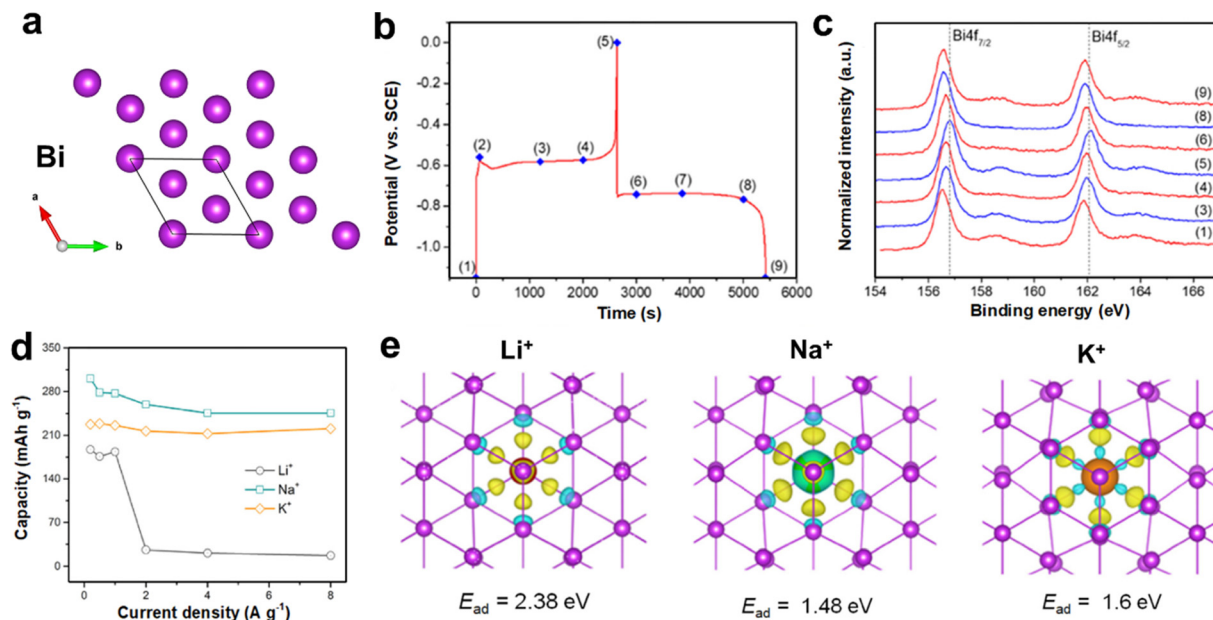 a
Bi
a
b
b
Potential (V vs. SCE)
0.0
-0.2
-0.4
-0.6
-0.8
-1.0
(1)
(2)
(3)
(4)
(5)
(6)
(7)
(8)
(9)
0 1000 2000 3000 4000 5000 6000
Time (s)
c
Normalized intensity (a.u.)
Bi4f7/2
Bi4f5/2
(9)
(8)
(6)
(5)
(4)
(3)
(1)
154 156 158 160 162 164 166
Binding energy (eV)
d
Capacity (mAh g-1)
350
280
210
140
70
0
Li+
Na+
K+
0 2 4 6 8
Current density (A g-1)
e
Li+ Na+ K+
Ead = 2.38 eV Ead = 1.48 eV Ead = 1.6 eV